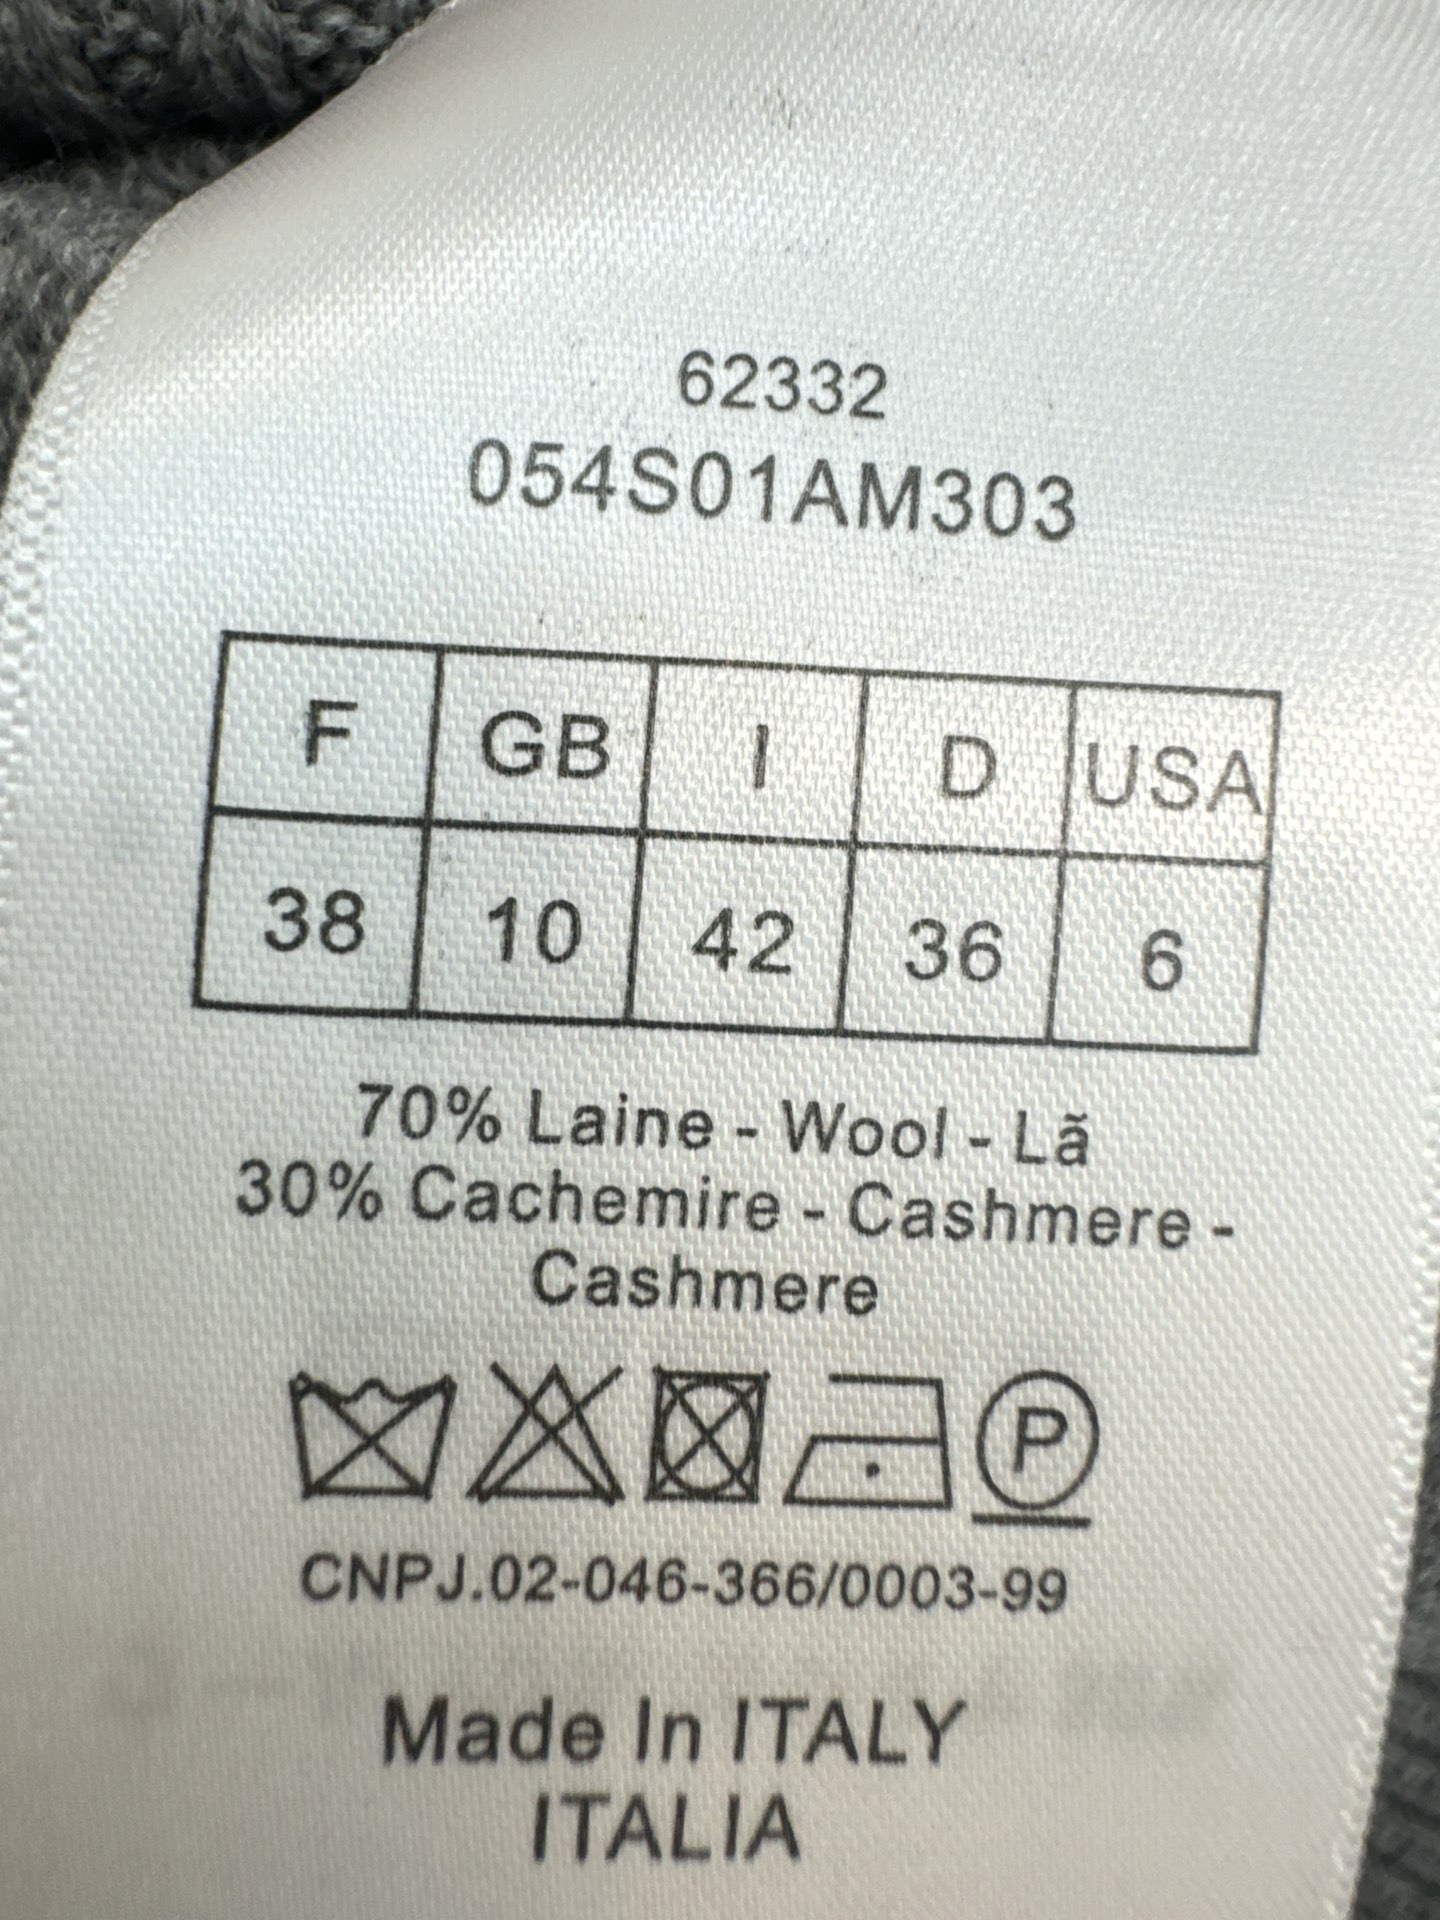 62332
054S01AM303
F GB I D USA
38 10 42 36 6
70% Laine - Wool - Lã
30% Cachemire - Cashmere -
Cashmere
P
CNPJ.02-046-366/0003-99
Made In ITALY
ITALIA